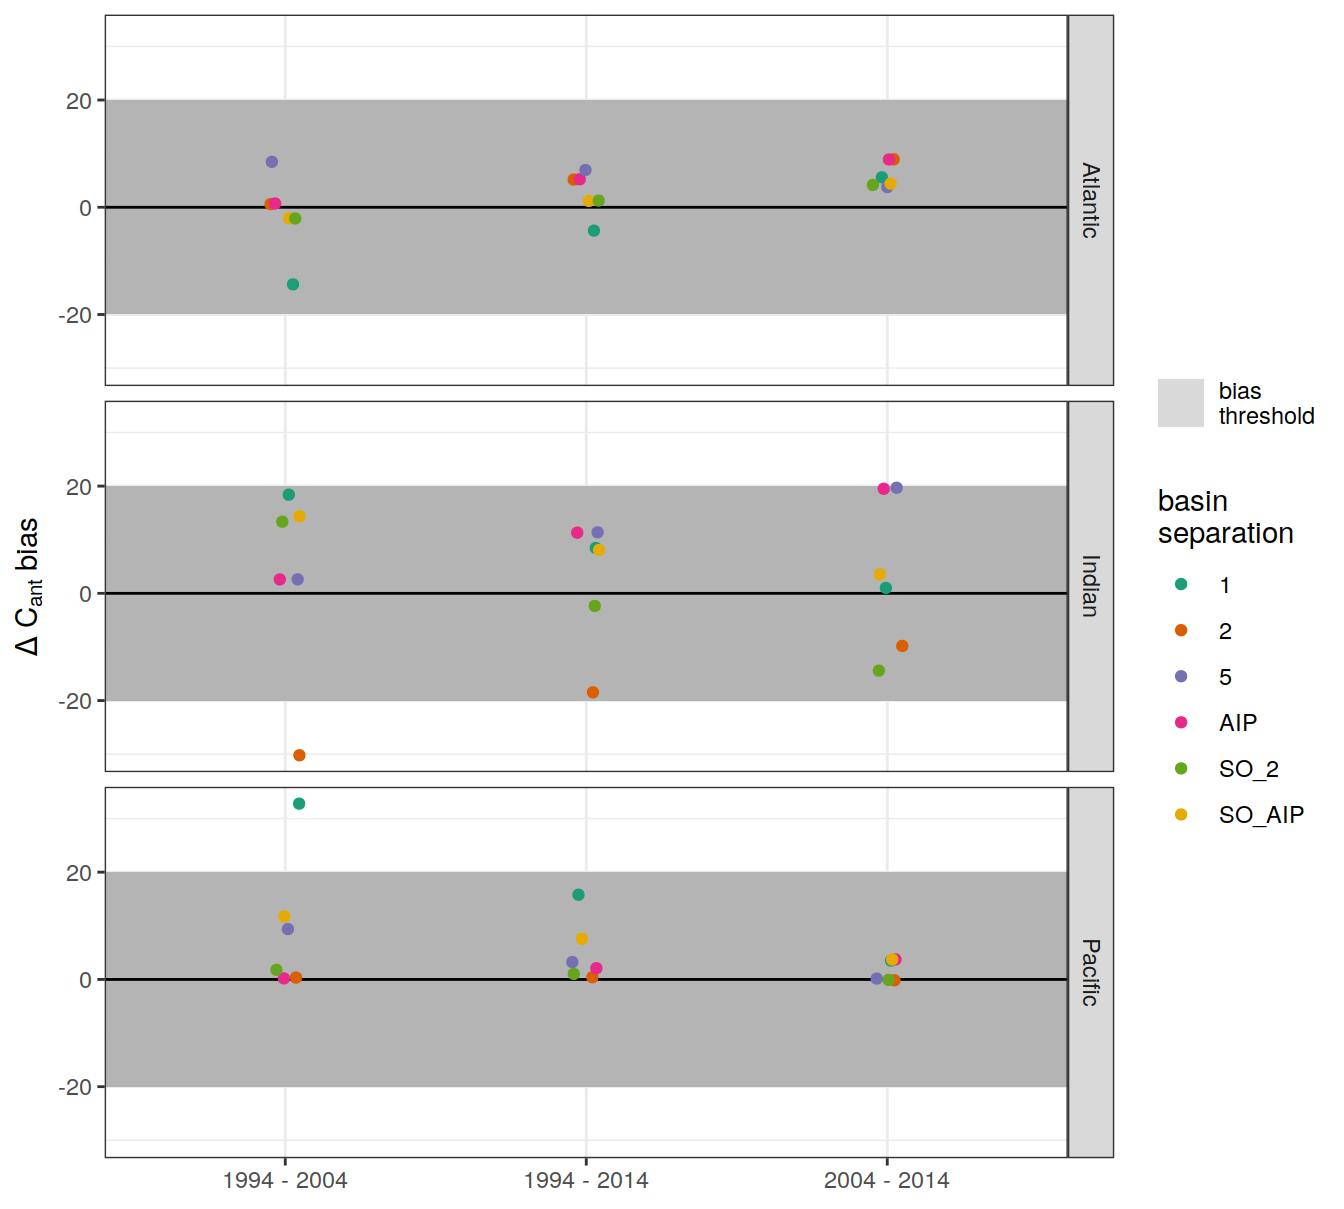 Δ Cant bias
20
0
-20
Atlantic
20
0
-20
Indian
20
0
-20
Pacific
1994 - 2004
1994 - 2014
2004 - 2014
bias
threshold
basin
separation
1
2
5
AIP
SO_2
SO_AIP